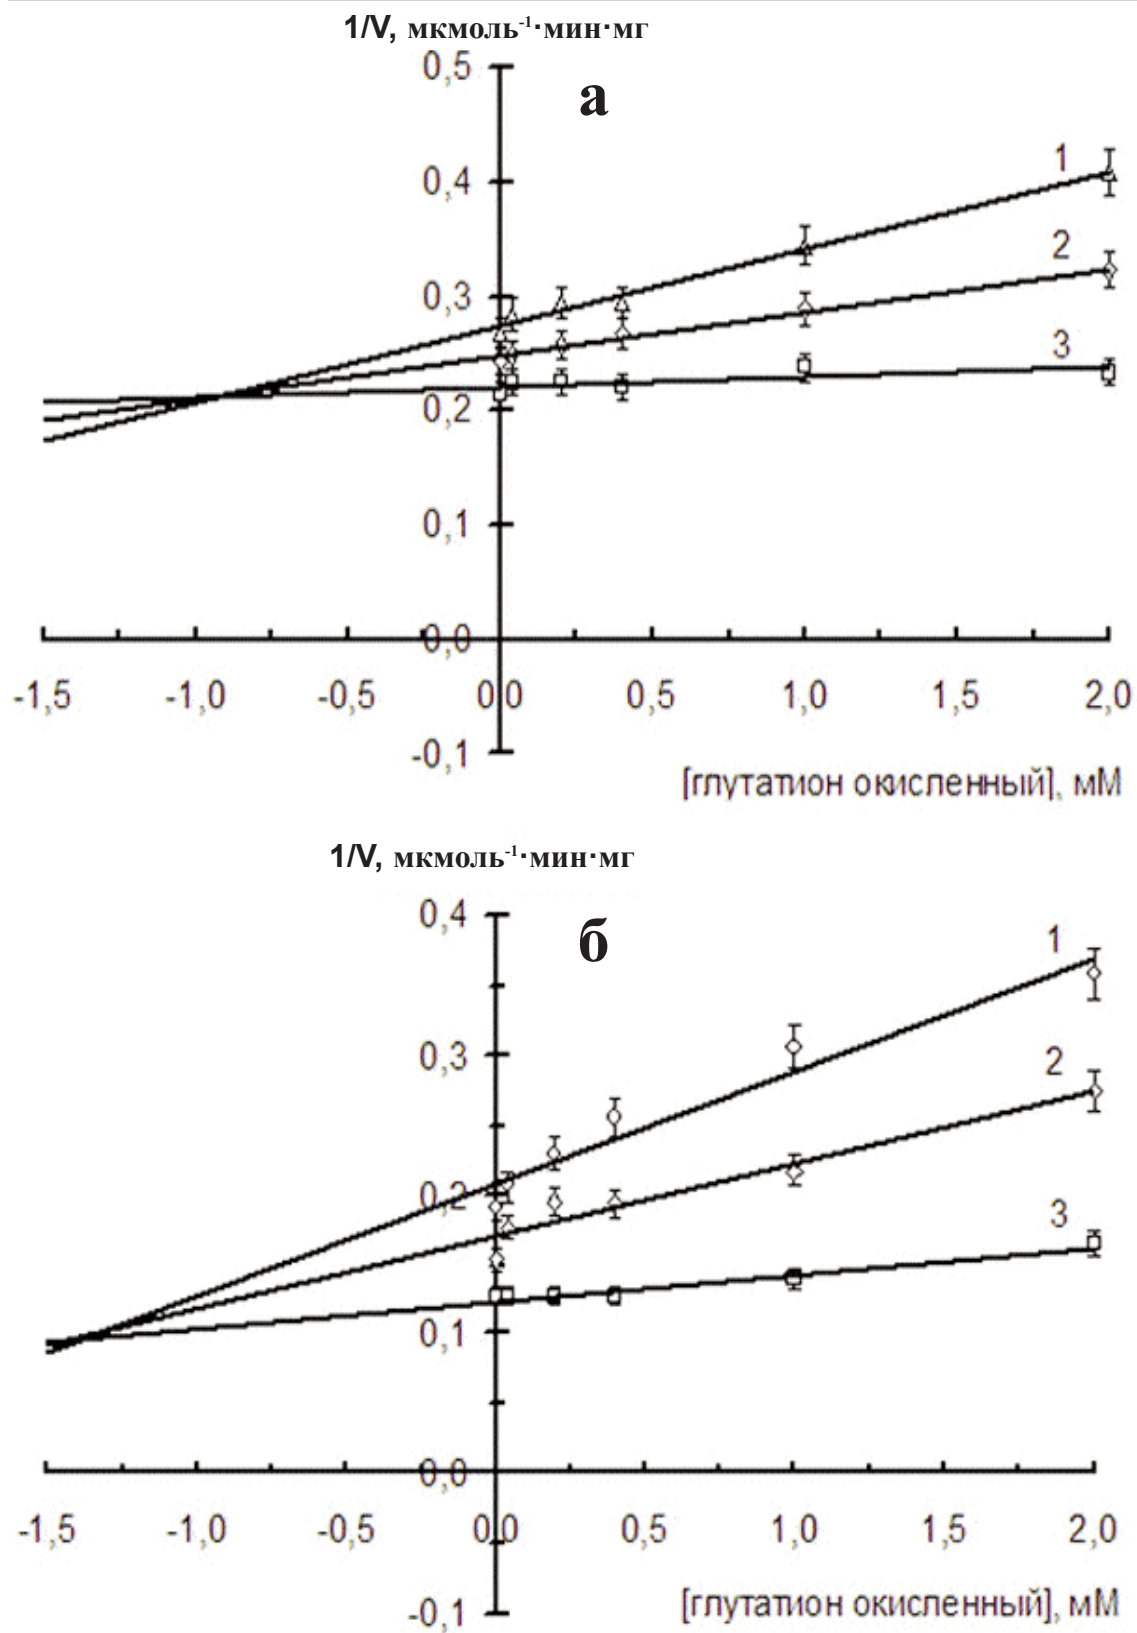 1/V, мкмоль⁻¹·мин·мг
0,5
а
0,4
1
2
0,3
3
0,2
0,1
0,0
-1,5 -1,0 -0,5 0,0 0,5 1,0 1,5 2,0
-0,1
[глутатион окисленный], мМ
1/V, мкмоль⁻¹·мин·мг
0,4
б
1
0,3
2
0,2
3
0,1
0,0
-1,5 -1,0 -0,5 0,0 0,5 1,0 1,5 2,0
-0,1
[глутатион окисленный], мМ